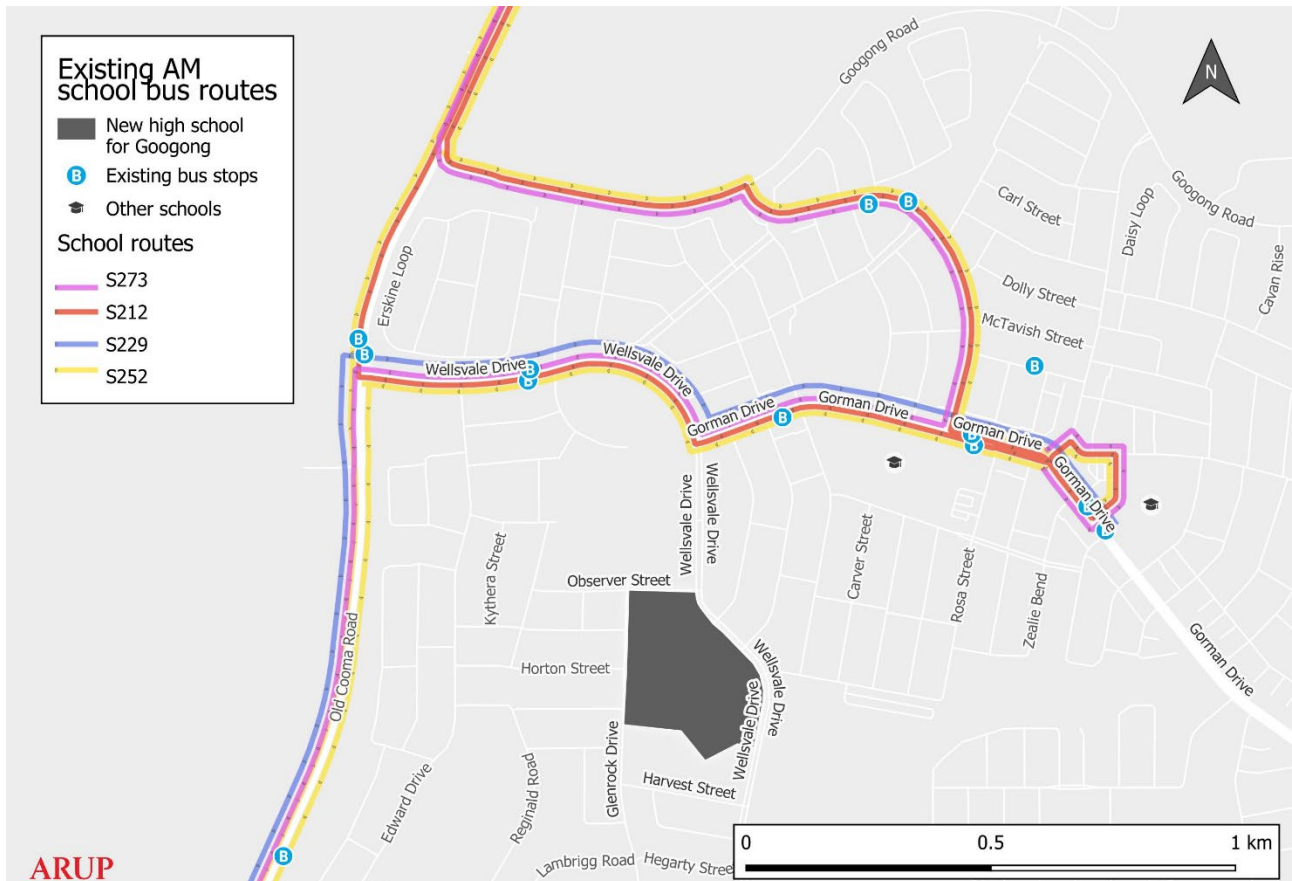 Existing AM
school bus routes
New high school
for Googong
B
Existing bus stops
Other schools
School routes
S273
S212
S229
S252
N
Googong Road
Carl Street
Daisy Loop
Googong Road
Cavan Rise
Dolly Street
McTavish Street
Erskine Loop
B
B
B
B
B
B
B
B
B
B
B
B
B
B
Wellsvale Drive
Wellsvale Drive
Gorman Drive
Gorman Drive
Gorman Drive
Gorman Drive
Gorman Drive
Wellsvale Drive
Wellsvale Drive
Kythera Street
Observer Street
Carver Street
Rosa Street
Zealie Bend
Horton Street
Wellsvale Drive
Wellsvale Drive
Old Cooma Road
Glenrock Drive
Harvest Street
Edward Drive
Reginald Road
Lambrigg Road
Hegarty Stree
0
0.5
1 km
ARUP